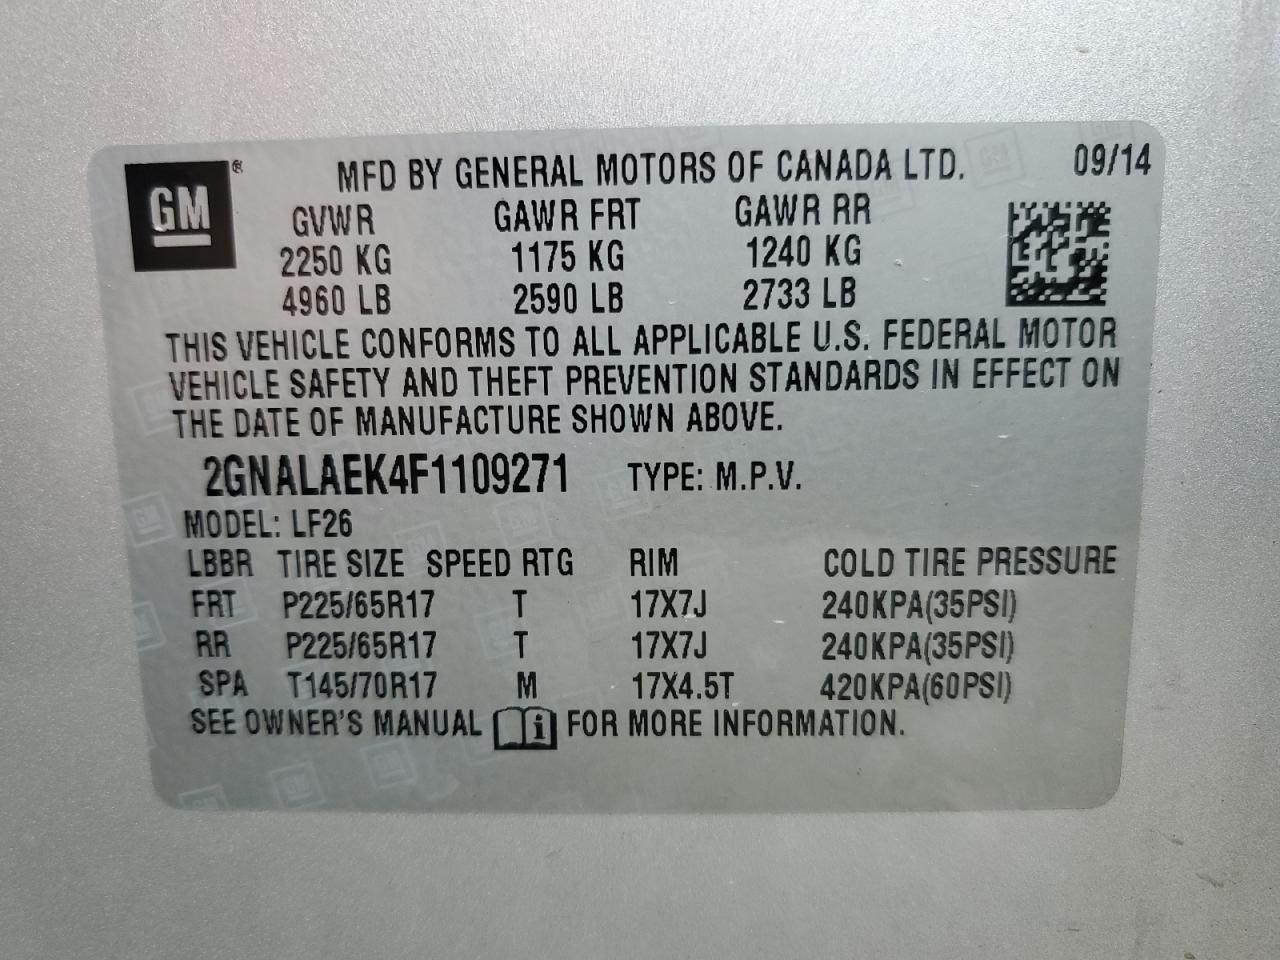 GM ® MFD BY GENERAL MOTORS OF CANADA LTD. 09/14
GVWR GAWR FRT GAWR RR
2250 KG 1175 KG 1240 KG
4960 LB 2590 LB 2733 LB
THIS VEHICLE CONFORMS TO ALL APPLICABLE U.S. FEDERAL MOTOR
VEHICLE SAFETY AND THEFT PREVENTION STANDARDS IN EFFECT ON
THE DATE OF MANUFACTURE SHOWN ABOVE.
2GNALAEK4F1109271 TYPE: M.P.V.
MODEL: LF26
LBBR TIRE SIZE SPEED RTG RIM COLD TIRE PRESSURE
FRT P225/65R17 T 17X7J 240KPA(35PSI)
RR P225/65R17 T 17X7J 240KPA(35PSI)
SPA T145/70R17 M 17X4.5T 420KPA(60PSI)
SEE OWNER'S MANUAL i FOR MORE INFORMATION.